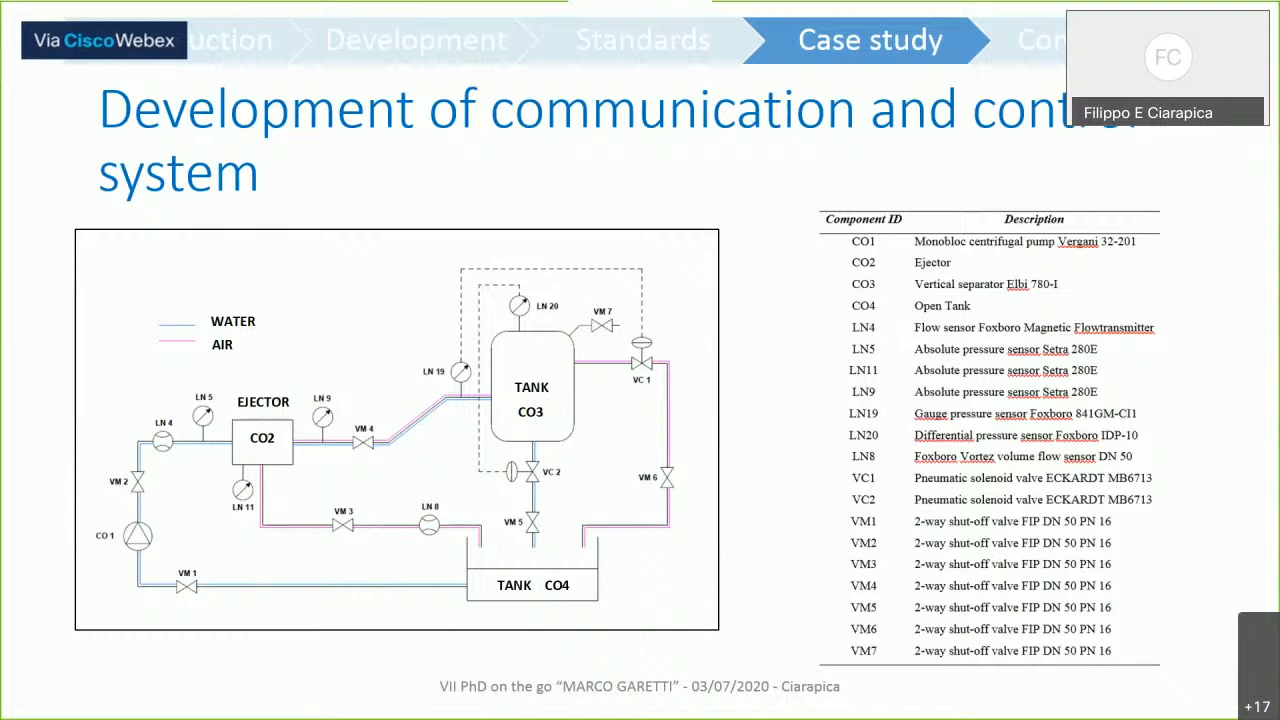 Via CiscoWebex
uction
Development
Standards
Case study
Co
FC
Filippo E Ciarapica
Development of communication and contro
system
WATER
AIR
LN 20
VM 7
LN 19
VC 1
TANK
CO3
LN 5
EJECTOR
LN 9
LN 4
CO2
VM 4
VC 2
VM 2
VM 6
LN 11
VM 3
LN 8
VM 5
CO 1
VM 1
TANK CO4
Component ID Description
CO1 Monobloc centrifugal pump Vergani 32-201
CO2 Ejector
CO3 Vertical separator Elbi 780-I
CO4 Open Tank
LN4 Flow sensor Foxboro Magnetic Flowtransmitter
LN5 Absolute pressure sensor Setra 280E
LN11 Absolute pressure sensor Setra 280E
LN9 Absolute pressure sensor Setra 280E
LN19 Gauge pressure sensor Foxboro 841GM-CI1
LN20 Differential pressure sensor Foxboro IDP-10
LN8 Foxboro Vortez volume flow sensor DN 50
VC1 Pneumatic solenoid valve ECKARDT MB6713
VC2 Pneumatic solenoid valve ECKARDT MB6713
VM1 2-way shut-off valve FIP DN 50 PN 16
VM2 2-way shut-off valve FIP DN 50 PN 16
VM3 2-way shut-off valve FIP DN 50 PN 16
VM4 2-way shut-off valve FIP DN 50 PN 16
VM5 2-way shut-off valve FIP DN 50 PN 16
VM6 2-way shut-off valve FIP DN 50 PN 16
VM7 2-way shut-off valve FIP DN 50 PN 16
VII PhD on the go “MARCO GARETTI” - 03/07/2020 - Ciarapica
+17